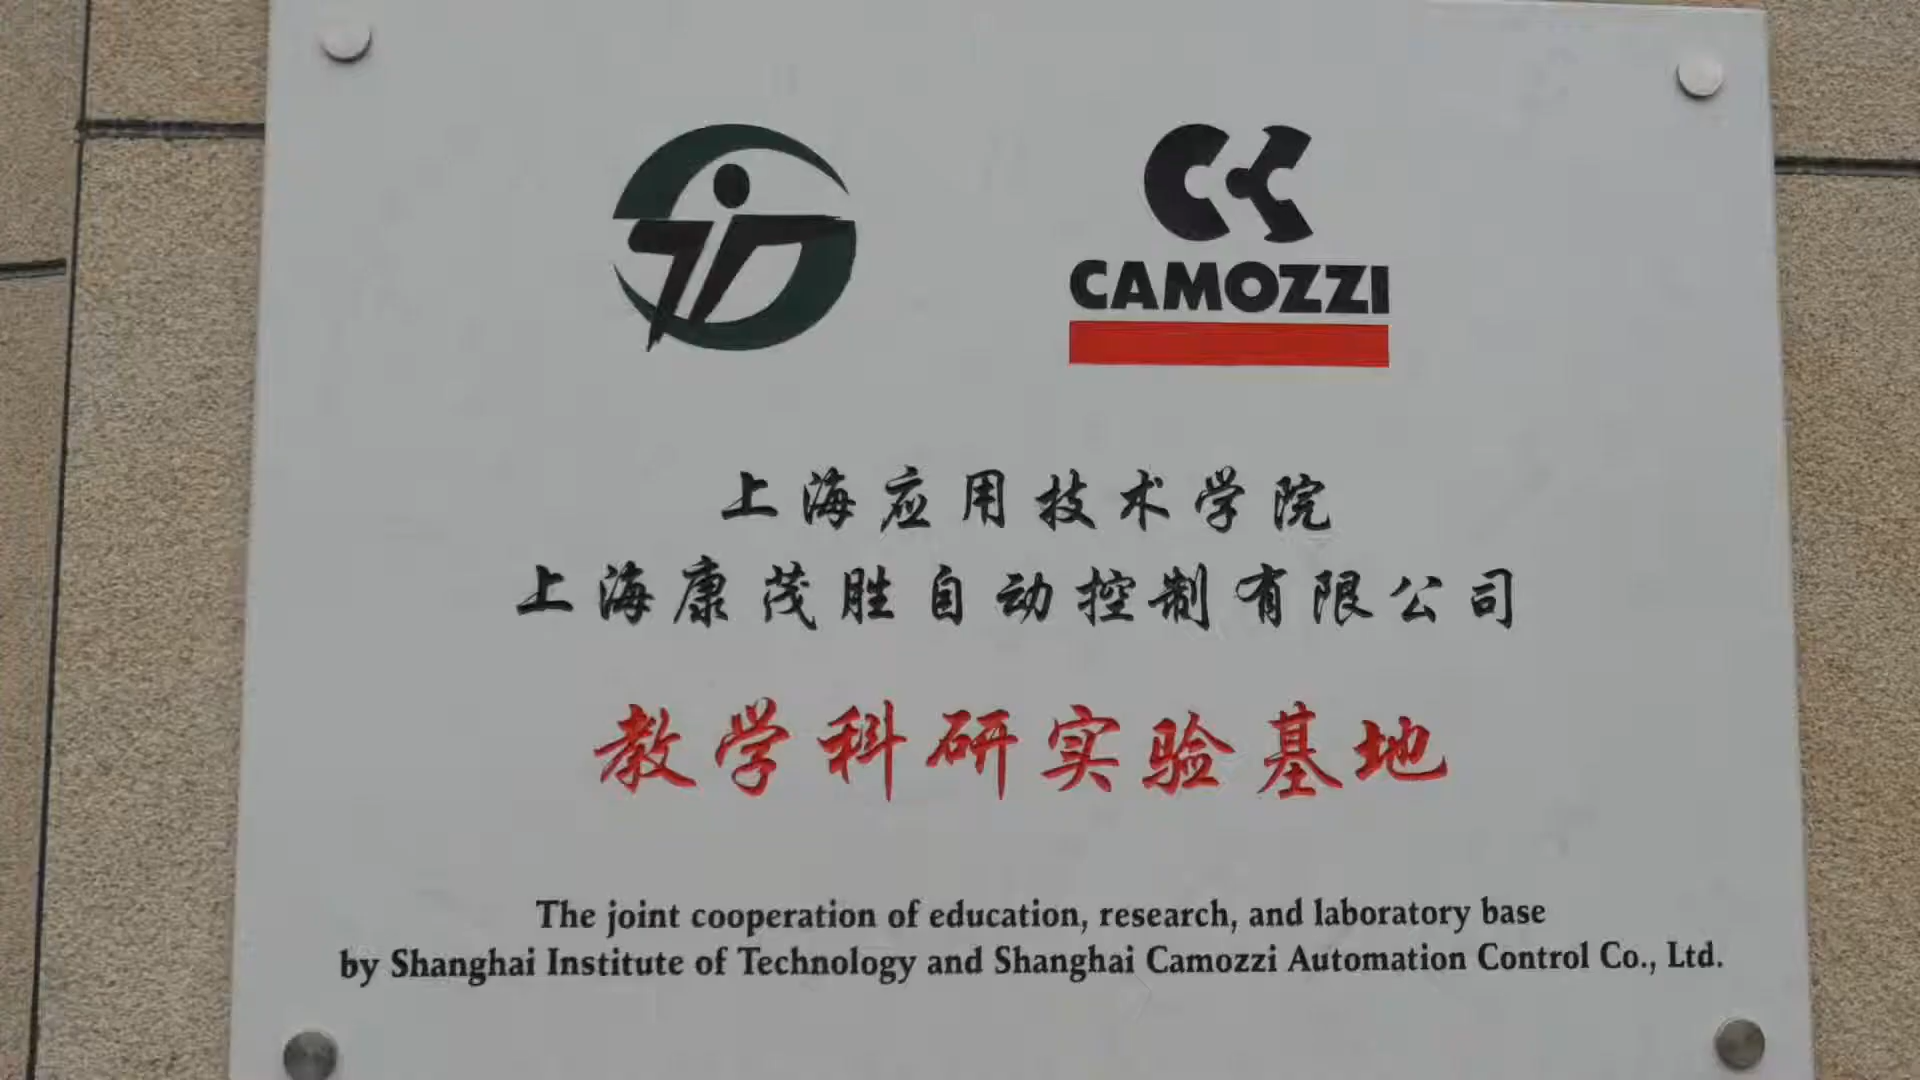 CAMOZZI
上海应用技术学院
上海康茂胜自动控制有限公司
教学科研实验基地
The joint cooperation of education, research, and laboratory base
by Shanghai Institute of Technology and Shanghai Camozzi Automation Control Co., Ltd.